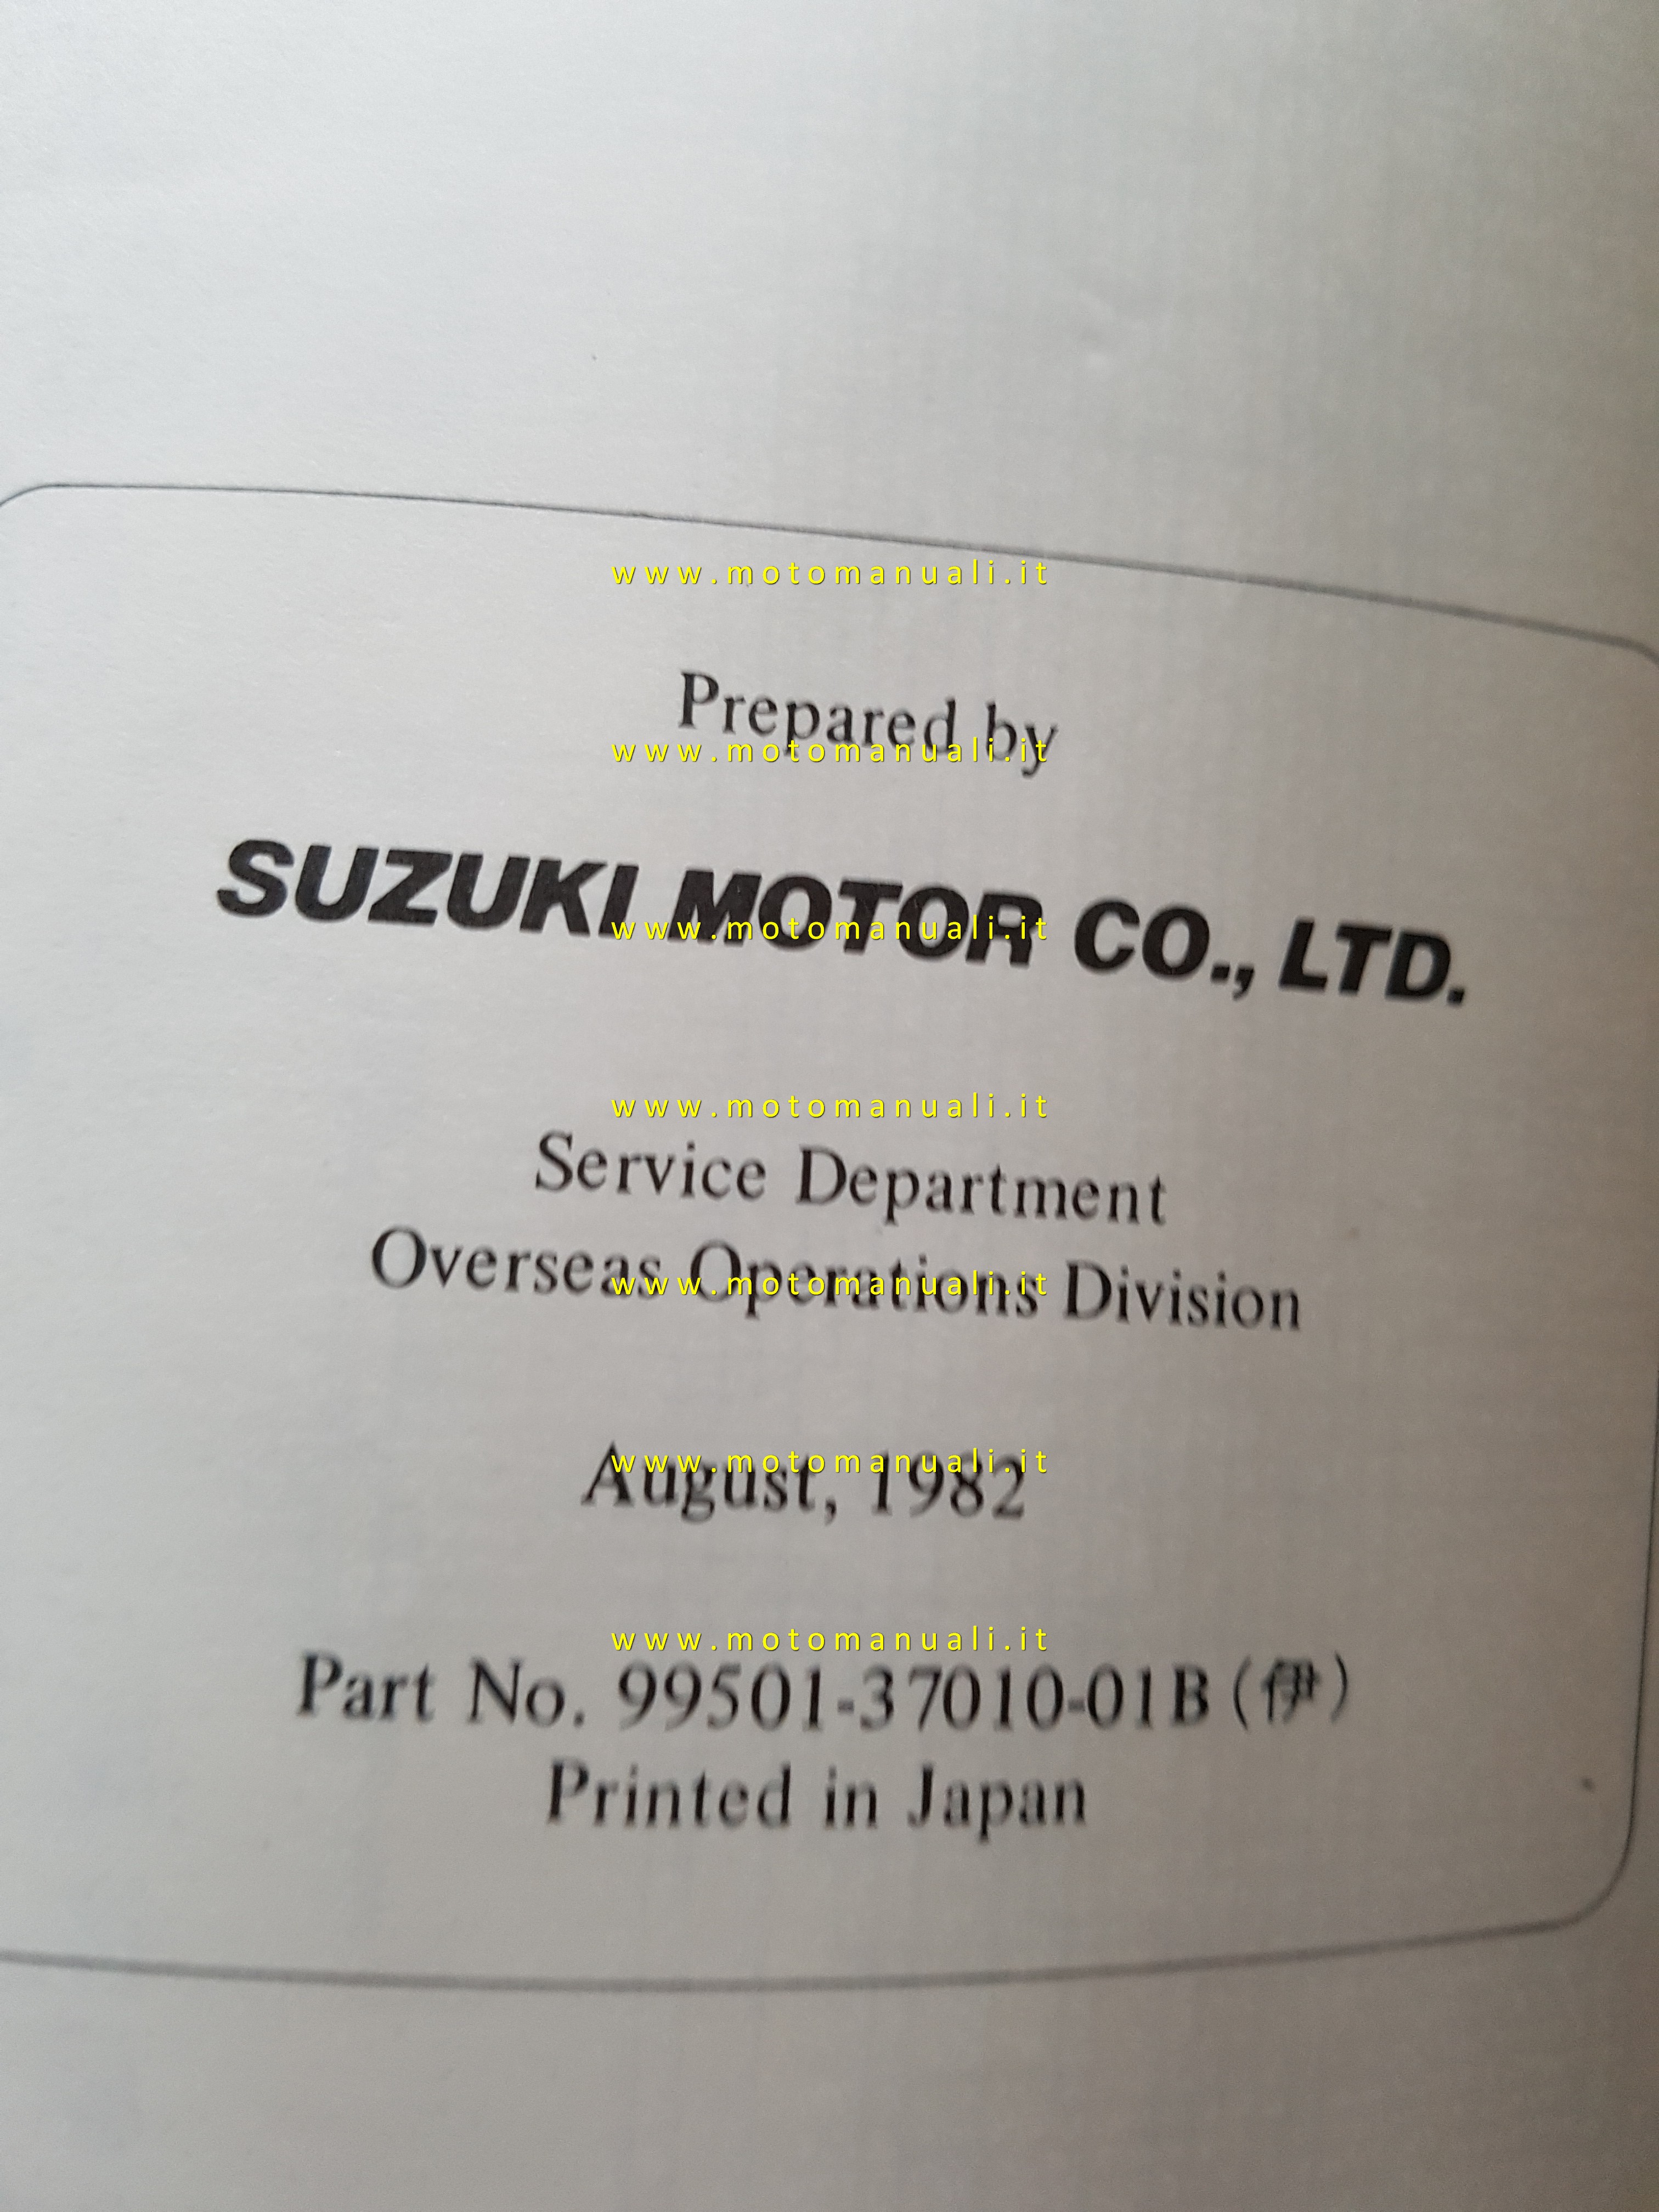 www.motomanuali.it
Prepared by
www.motomanuali.it
SUZUKI MOTOR CO., LTD.
www.motomanuali.it
www.motomanuali.it
Service Department
Overseas Operations Division
www.motomanuali.it
www.motomanuali.it
August, 1982
www.motomanuali.it
Part No. 99501-37010-01B (伊)
Printed in Japan